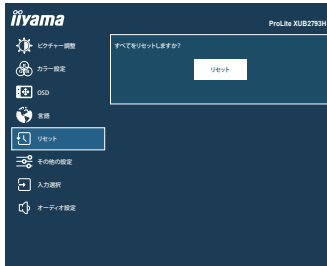 iiyama
ProLite XUB2793H
ピクチャー調整
すべてをリセットしますか?
カラー設定
リセット
OSD
言語
リセット
その他の設定
入力選択
オーディオ設定